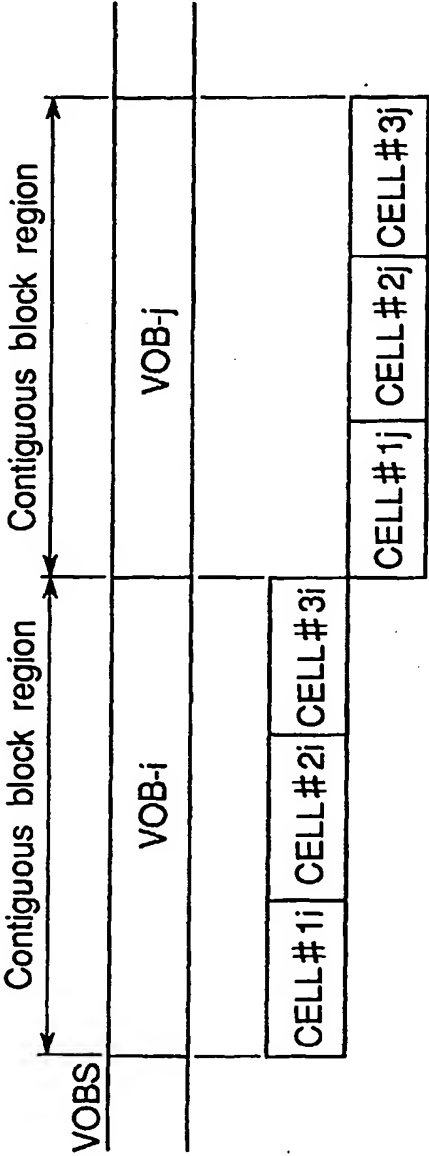 Contiguous block region Contiguous block region
VOBS
VOB-i VOB-j
CELL#1i CELL#2i CELL#3i
CELL#1j CELL#2j CELL#3j